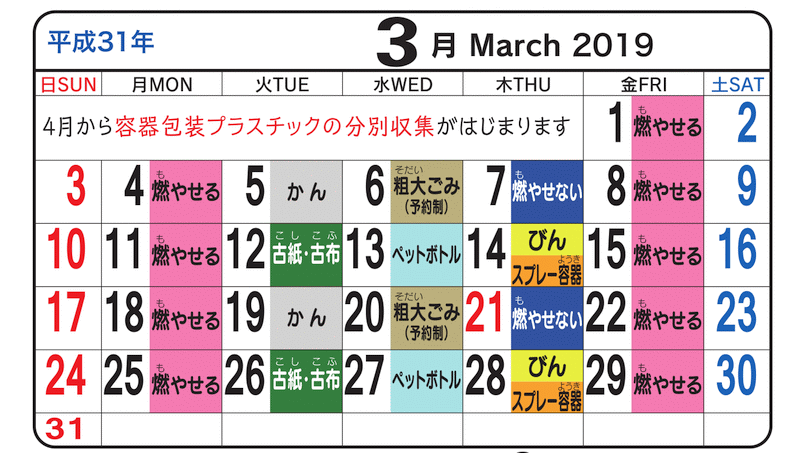 平成31年 3月 March 2019
日SUN 月MON 火TUE 水WED 木THU 金FRI 土SAT
4月から容器包装プラスチックの分別収集がはじまります 1 燃やせる 2
も
3 4 燃やせる 5 かん 6 粗大ごみ 7 燃やせない 8 燃やせる 9
も そだい も も
(予約制)
10 11 燃やせる 12 古紙・古布 13 ペットボトル 14 びん 15 燃やせる 16
も こし こふ も
ようき
スプレー容器
17 18 燃やせる 19 かん 20 粗大ごみ 21 燃やせない 22 燃やせる 23
も そだい も も
(予約制)
24 25 燃やせる 26 古紙・古布 27 ペットボトル 28 びん 29 燃やせる 30
も こし こふ も
ようき
スプレー容器
31